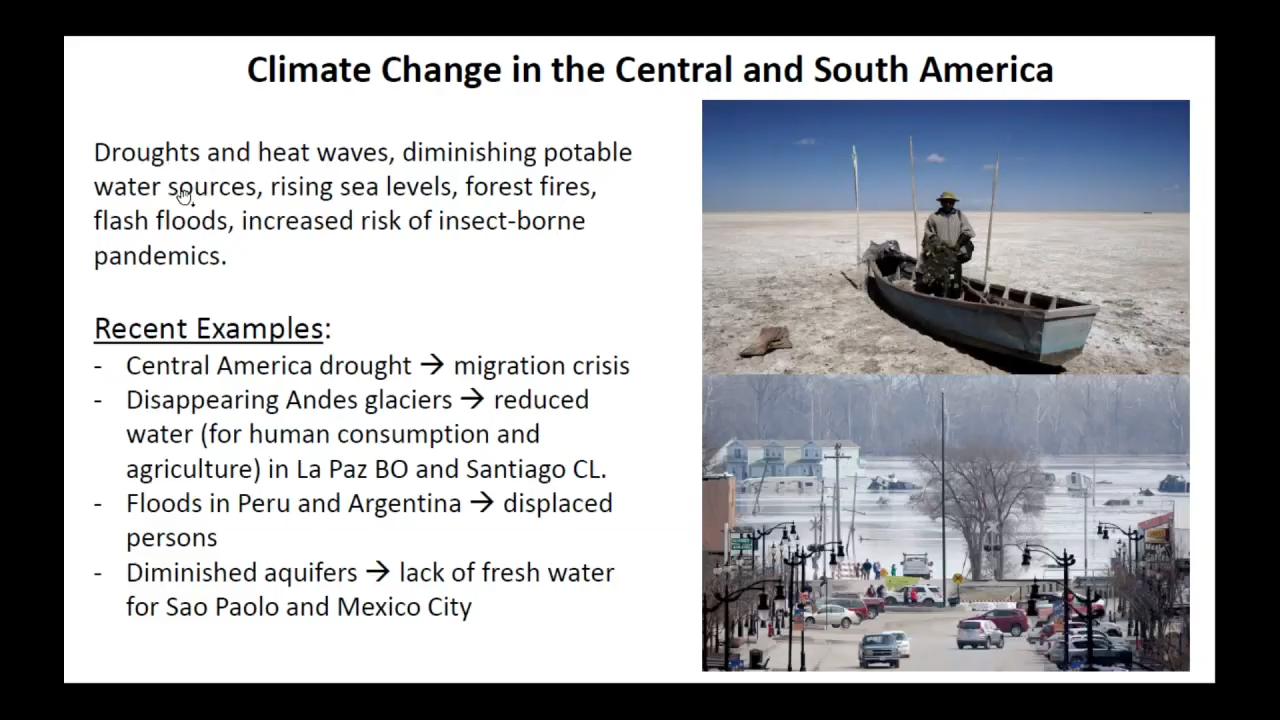 Climate Change in the Central and South America
Droughts and heat waves, diminishing potable
water sources, rising sea levels, forest fires,
flash floods, increased risk of insect-borne
pandemics.
Recent Examples:
- Central America drought → migration crisis
- Disappearing Andes glaciers → reduced
water (for human consumption and
agriculture) in La Paz BO and Santiago CL.
- Floods in Peru and Argentina → displaced
persons
- Diminished aquifers → lack of fresh water
for Sao Paolo and Mexico City